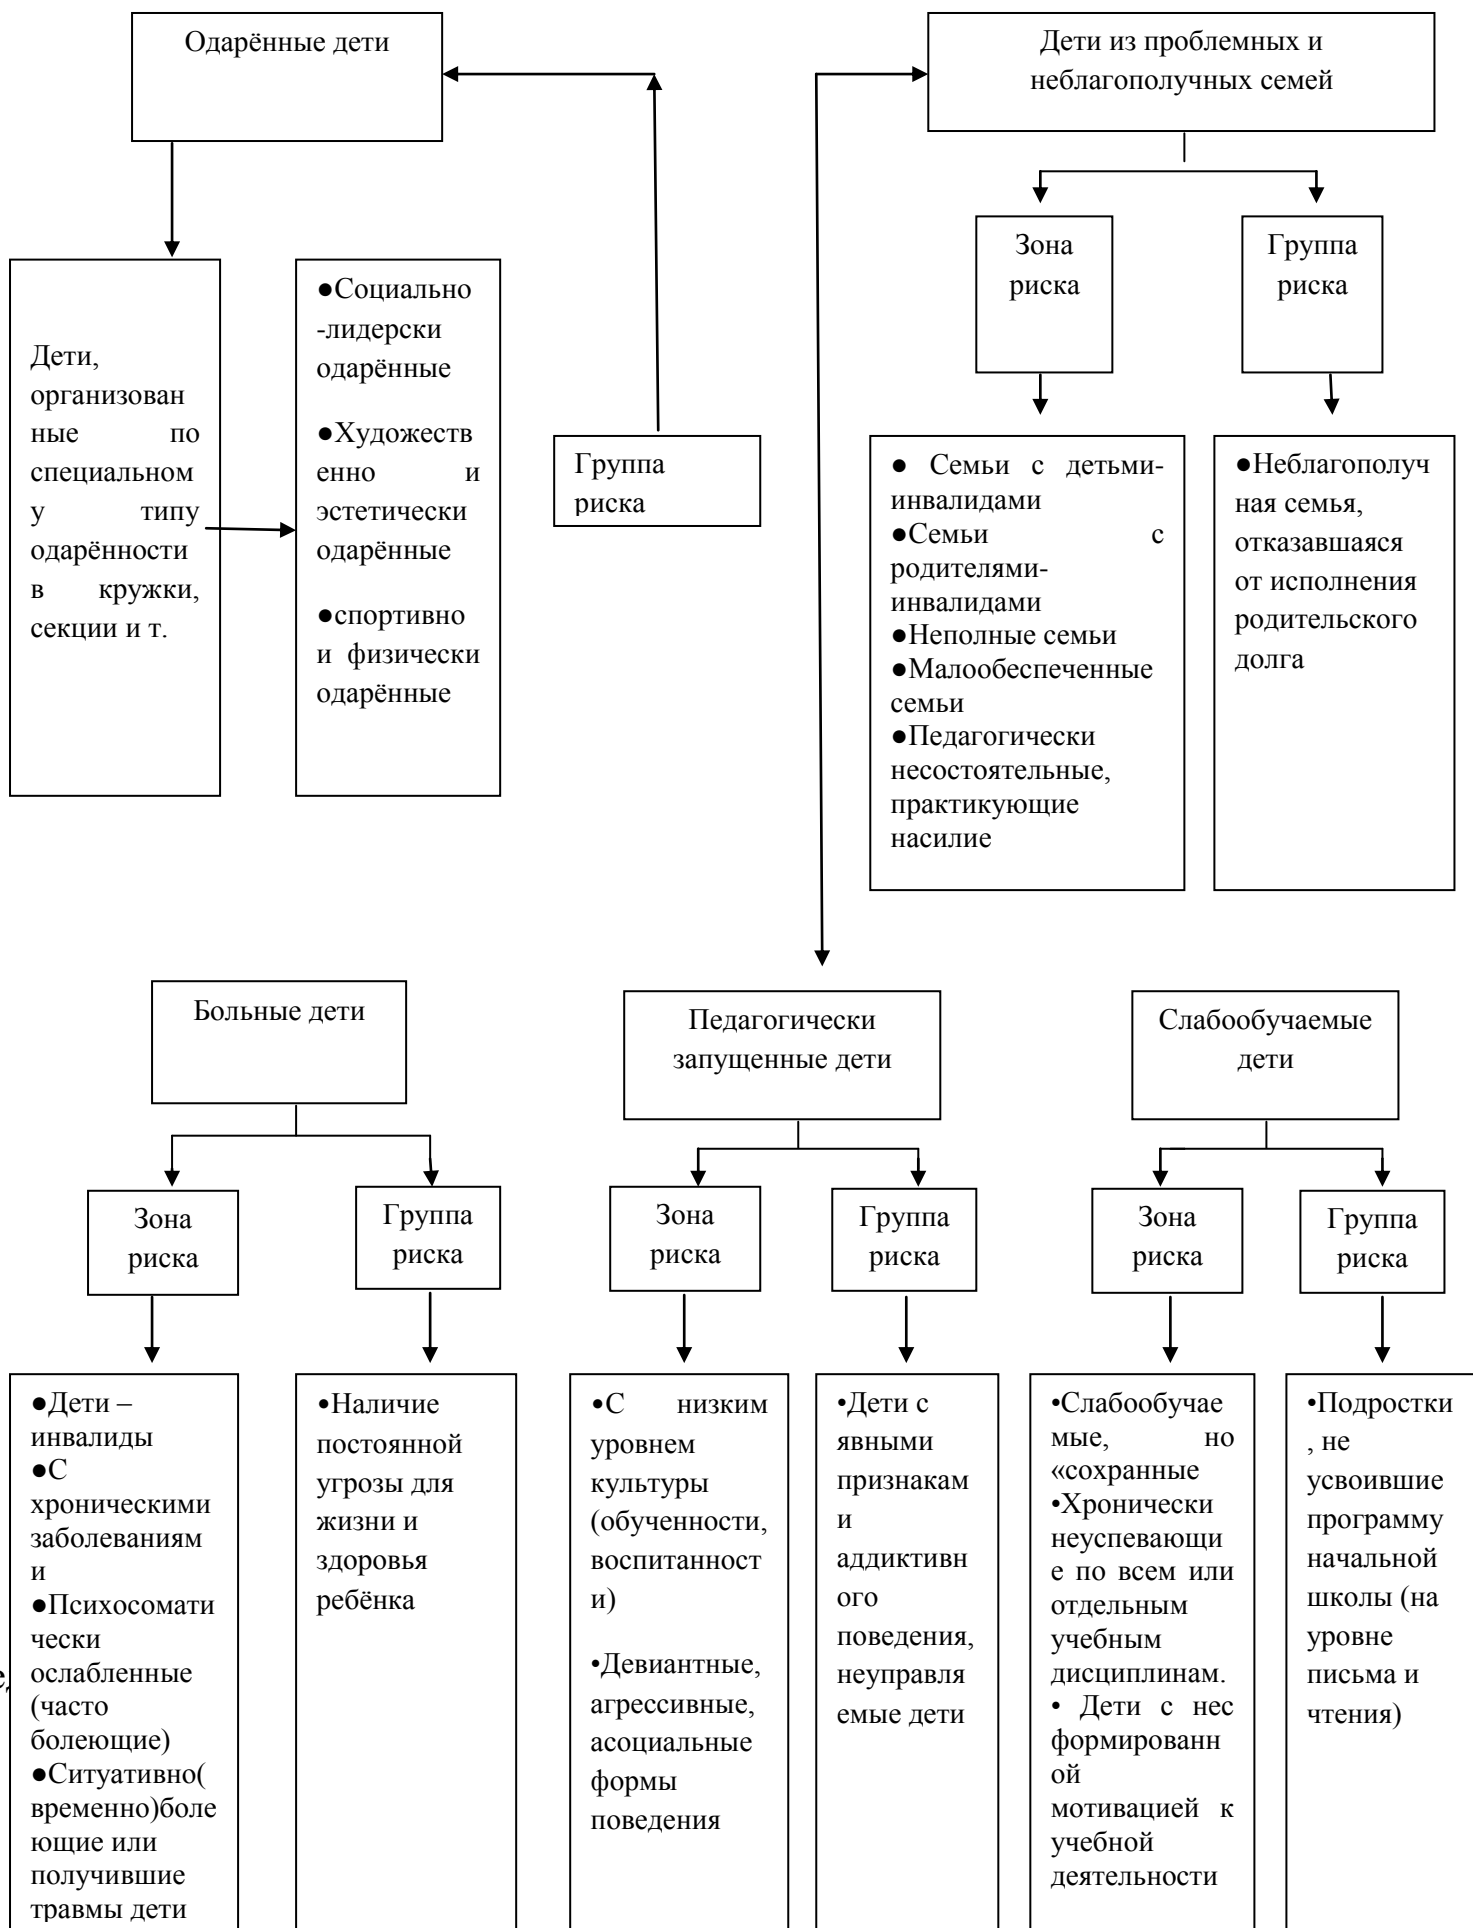 Одарённые дети
Дети из проблемных и
неблагополучных семей
Зона
риска
Группа
риска
Дети,
организован
ные по
специальном
у типу
одарённости
в кружки,
секции и т.
●Социально
-лидерски
одарённые
●Художеств
енно и
эстетически
одарённые
●спортивно
и физически
одарённые
Группа
риска
● Семьи с детьми-
инвалидами
●Семьи с
родителями-
инвалидами
●Неполные семьи
●Малообеспеченные
семьи
●Педагогически
несостоятельные,
практикующие
насилие
●Неблагополуч
ная семья,
отказавшаяся
от исполнения
родительского
долга
Больные дети
Педагогически
запущенные дети
Слабообучаемые
дети
Зона
риска
Группа
риска
Зона
риска
Группа
риска
Зона
риска
Группа
риска
●Дети –
инвалиды
●С
хроническими
заболеваниям
и
●Психосомати
чески
ослабленные
(часто
болеющие)
●Ситуативно(
временно)боле
ющие или
получившие
травмы дети
•Наличие
постоянной
угрозы для
жизни и
здоровья
ребёнка
•С низким
уровнем
культуры
(обученности,
воспитанност
и)
•Девиантные,
агрессивные,
асоциальные
формы
поведения
•Дети с
явными
признакам
и
аддиктивн
ого
поведения,
неуправля
емые дети
•Слабообучае
мые, но
«сохранные
•Хронически
неуспевающи
е по всем или
отдельным
учебным
дисциплинам.
• Дети с нес
формированн
ой
мотивацией к
учебной
деятельности
•Подростки
, не
усвоившие
программу
начальной
школы (на
уровне
письма и
чтения)